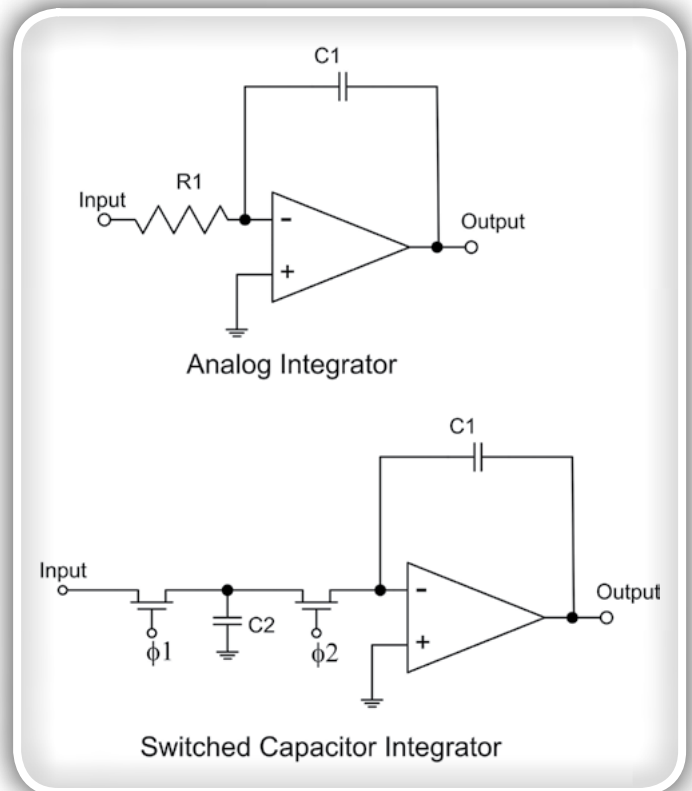 C1
R1
Input
-
Output
+
Analog Integrator
C1
Input
-
Output
C2
+
ϕ1
ϕ2
Switched Capacitor Integrator